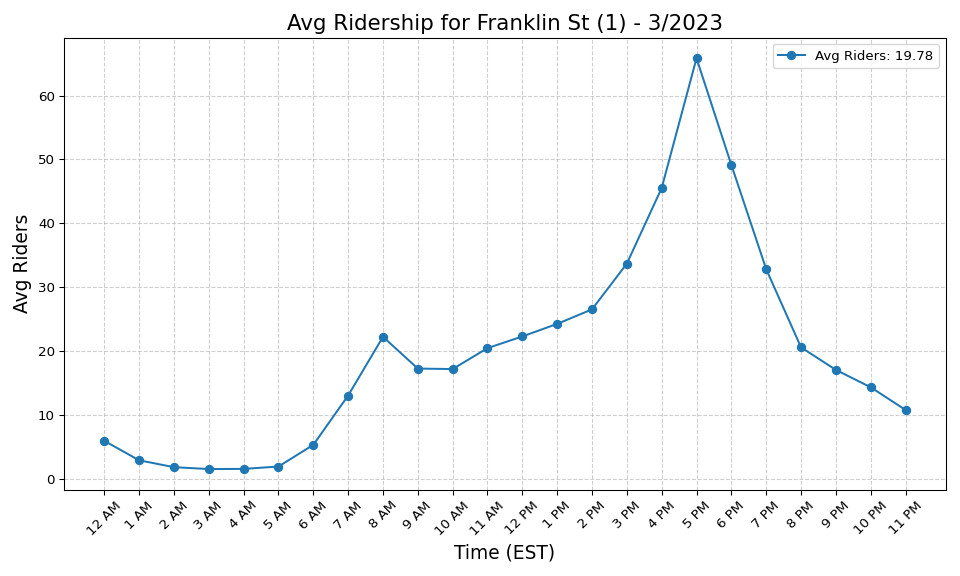 Avg Ridership for Franklin St (1) - 3/2023
Avg Riders: 19.78
Avg Riders
60
50
40
30
20
10
0
12 AM
1 AM
2 AM
3 AM
4 AM
5 AM
6 AM
7 AM
8 AM
9 AM
10 AM
11 AM
12 PM
1 PM
2 PM
3 PM
4 PM
5 PM
6 PM
7 PM
8 PM
9 PM
10 PM
11 PM
Time (EST)